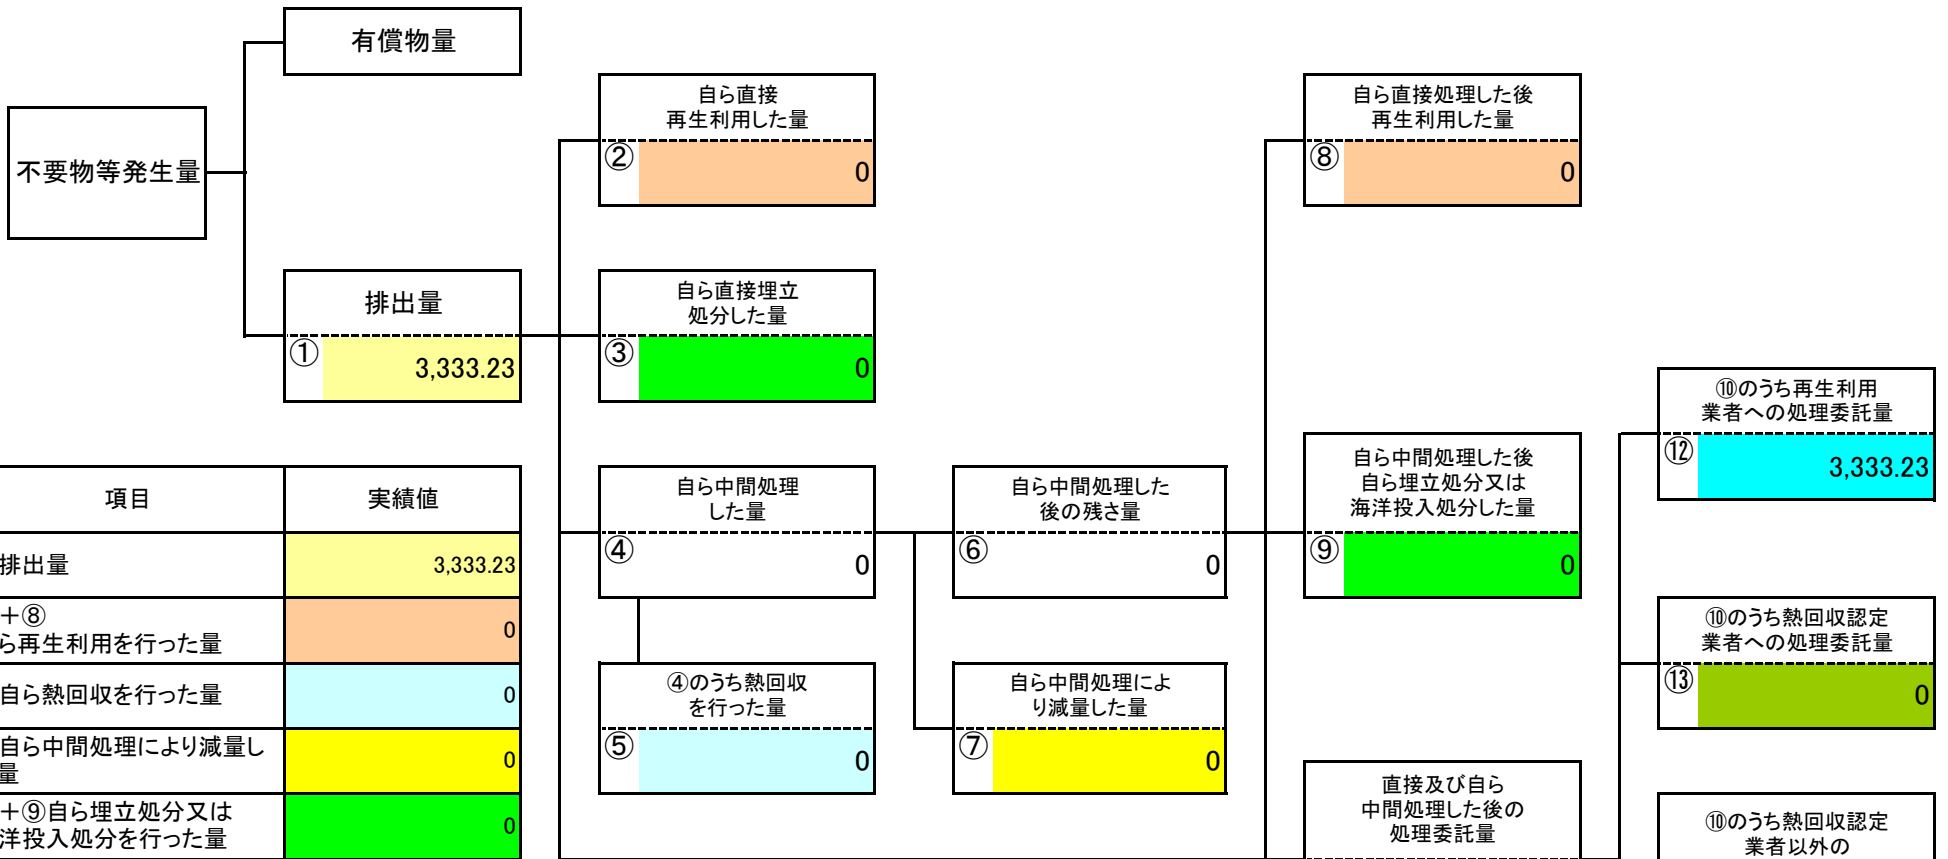 有償物量
不要物等発生量
排出量
①
3,333.23
自ら直接
再生利用した量
②
0
自ら直接埋立
処分した量
③
0
自ら中間処理
した量
④
0
④のうち熱回収
を行った量
⑤
0
自ら中間処理した
後の残さ量
⑥
0
自ら中間処理によ
り減量した量
⑦
0
自ら直接処理した後
再生利用した量
⑧
0
自ら中間処理した後
自ら埋立処分又は
海洋投入処分した量
⑨
0
直接及び自ら
中間処理した後の
処理委託量
⑩のうち再生利用
業者への処理委託量
⑫
3,333.23
⑩のうち熱回収認定
業者への処理委託量
⑬
0
⑩のうち熱回収認定
業者以外の
項目 実績値
排出量 3,333.23
+⑧
ら再生利用を行った量 0
自ら熱回収を行った量 0
自ら中間処理により減量し
量 0
+⑨自ら埋立処分又は
洋投入処分を行った量 0